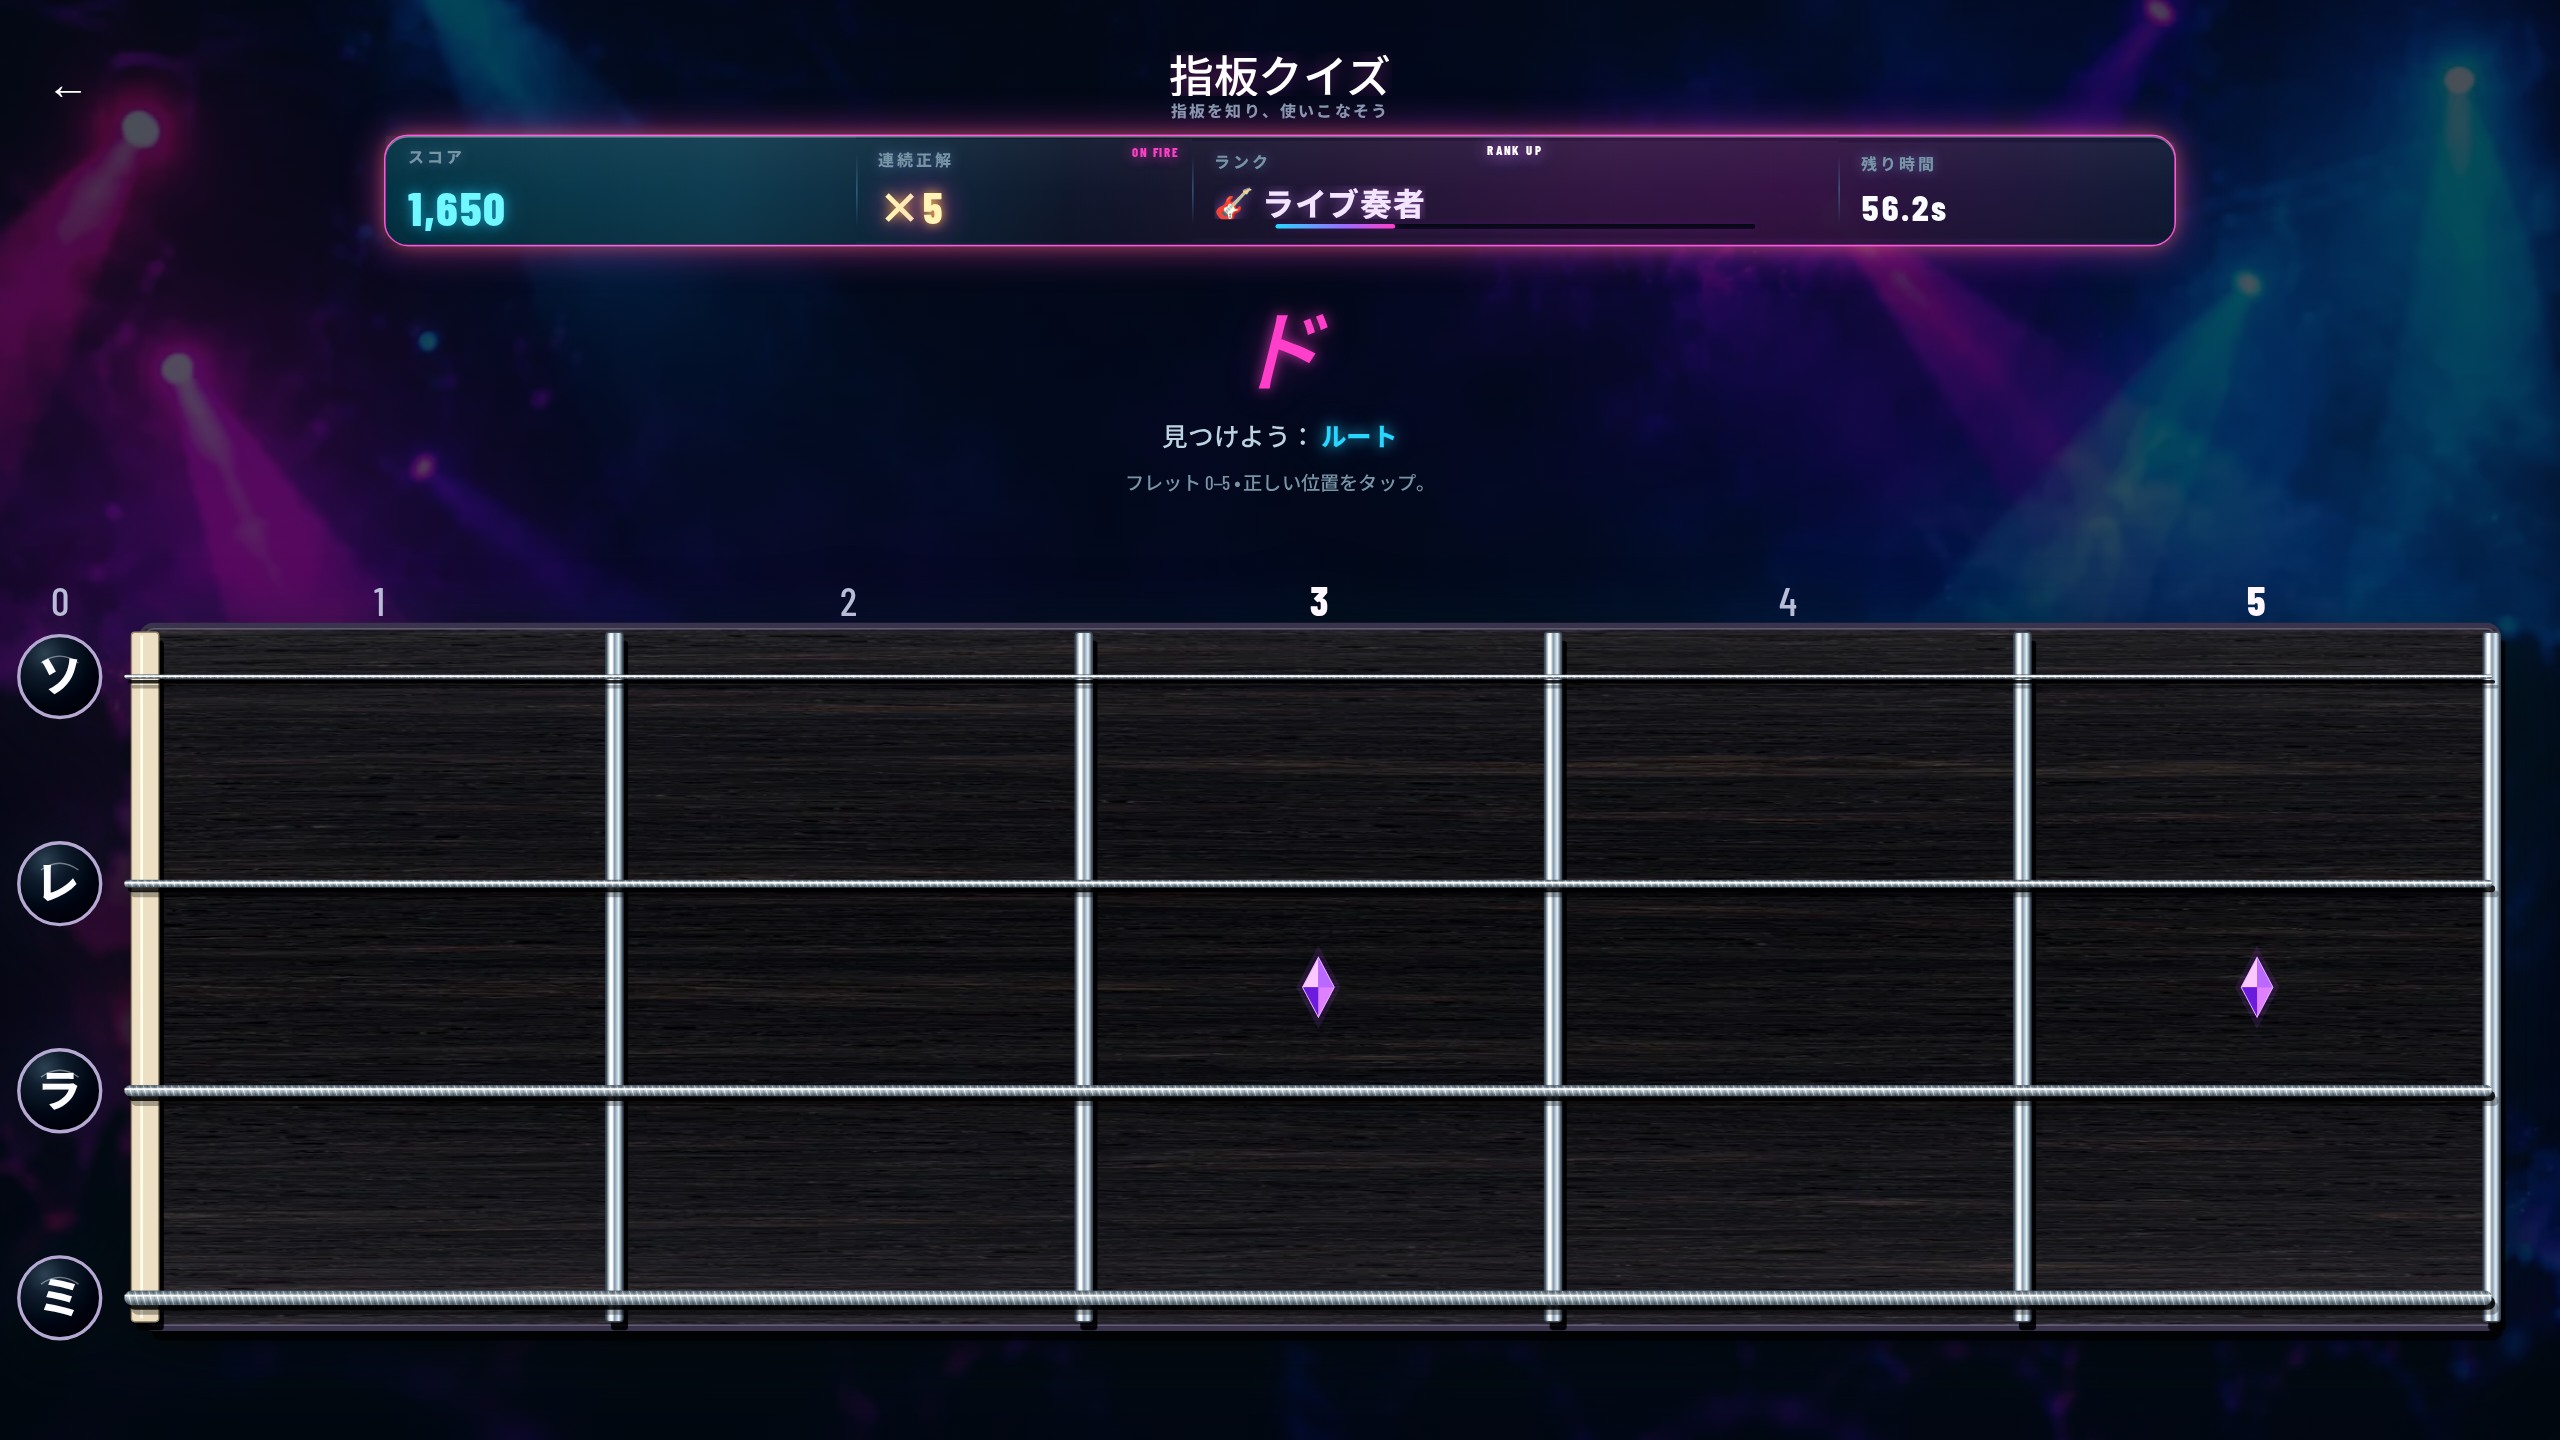 ←
指板クイズ
指板を知り、使いこなそう
スコア
1,650
連続正解
ON FIRE
×5
ランク
RANK UP
ライブ奏者
残り時間
56.2s
ド
見つけよう： ルート
フレット 0–5 • 正しい位置をタップ。
0 1 2 3 4 5
ソ
レ
ラ
ミ